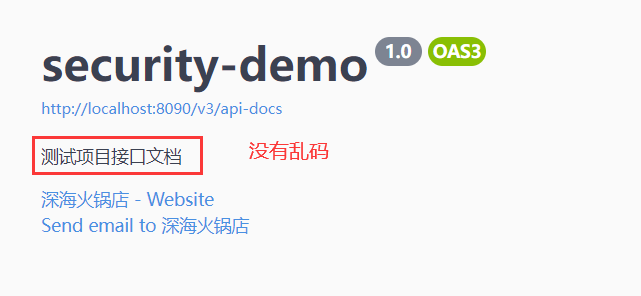 security-demo 1.0 OAS3
http://localhost:8090/v3/api-docs
测试项目接口文档 没有乱码
深海火锅店 - Website
Send email to 深海火锅店